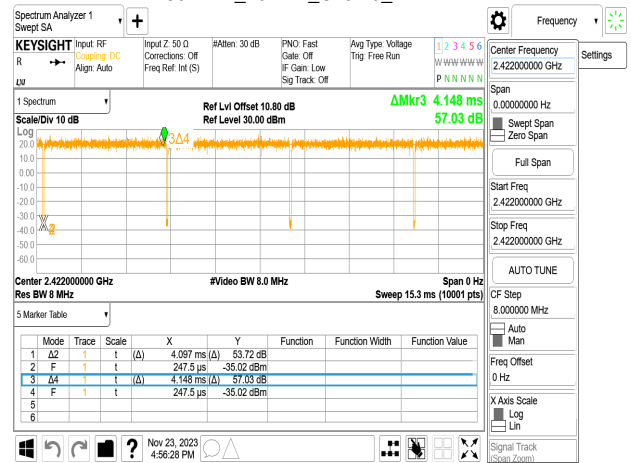 Spectrum Analyzer 1
Swept SA
Frequency
KEYSIGHT
R
Input: RF
Coupling: DC
Align: Auto
Input Z: 50 Ω
Corrections: Off
Freq Ref: Int (S)
#Atten: 30 dB
PNO: Fast
Gate: Off
IF Gain: Low
Sig Track: Off
Avg Type: Voltage
Trig: Free Run
1 2 3 4 5 6
W W W W W W
P N N N N N
1 Spectrum
Scale/Div 10 dB
Ref Lvl Offset 10.80 dB
Ref Level 30.00 dBm
ΔMkr3 4.148 ms
57.03 dB
Log
20.0
10.0
0.00
-10.0
-20.0
-30.0
-40.0
-50.0
-60.0
3Δ4
Center 2.422000000 GHz
Res BW 8 MHz
#Video BW 8.0 MHz
Span 0 Hz
Sweep 15.3 ms (10001 pts)
5 Marker Table
Mode Trace Scale X Y Function Function Width Function Value
1 Δ2 1 t (Δ) 4.097 ms (Δ) 53.72 dB
2 F 1 t 247.5 µs -35.02 dBm
3 Δ4 1 t (Δ) 4.148 ms (Δ) 57.03 dB
4 F 1 t 247.5 µs -35.02 dBm
5
6
Nov 23, 2023
4:56:28 PM
Center Frequency
2.422000000 GHz
Settings
Span
0.00000000 Hz
Swept Span
Zero Span
Full Span
Start Freq
2.422000000 GHz
Stop Freq
2.422000000 GHz
AUTO TUNE
CF Step
8.000000 MHz
Auto
Man
Freq Offset
0 Hz
X Axis Scale
Log
Lin
Signal Track
(Span Zoom)